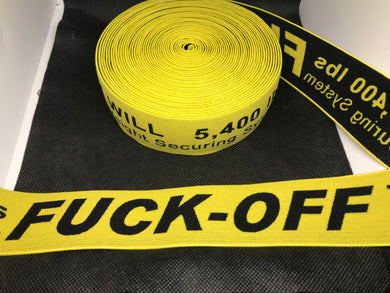 WILL 5,400
ght Securing S
400 lbs
uring System
FUCK-OFF